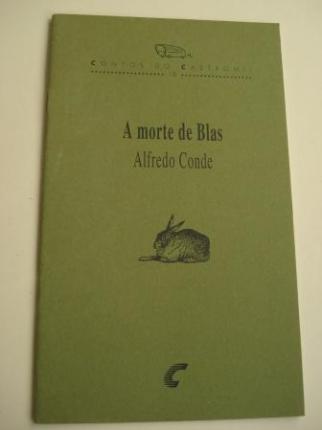 CONTOS DO CASTROMIL
A morte de Blas
Alfredo Conde